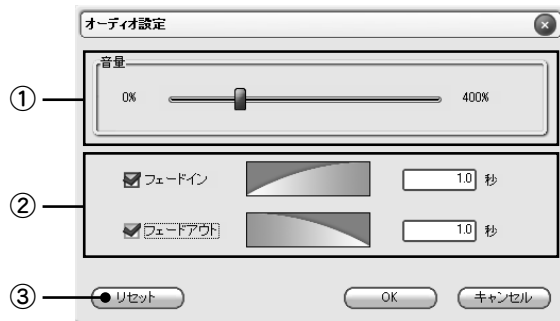 オーディオ設定
音量
① 0% 400%
② フェードイン 1.0 秒
フェードアウト 1.0 秒
③ リセット OK キャンセル